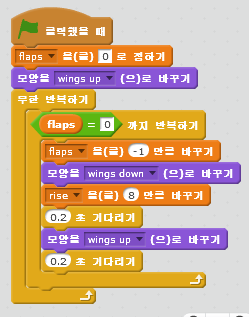 클릭했을 때
flaps 을(를) 0 로 정하기
모양을 wings up (으)로 바꾸기
무한 반복하기
flaps = 0 까지 반복하기
flaps 을(를) -1 만큼 바꾸기
모양을 wings down (으)로 바꾸기
rise 을(를) 8 만큼 바꾸기
0.2 초 기다리기
모양을 wings up (으)로 바꾸기
0.2 초 기다리기